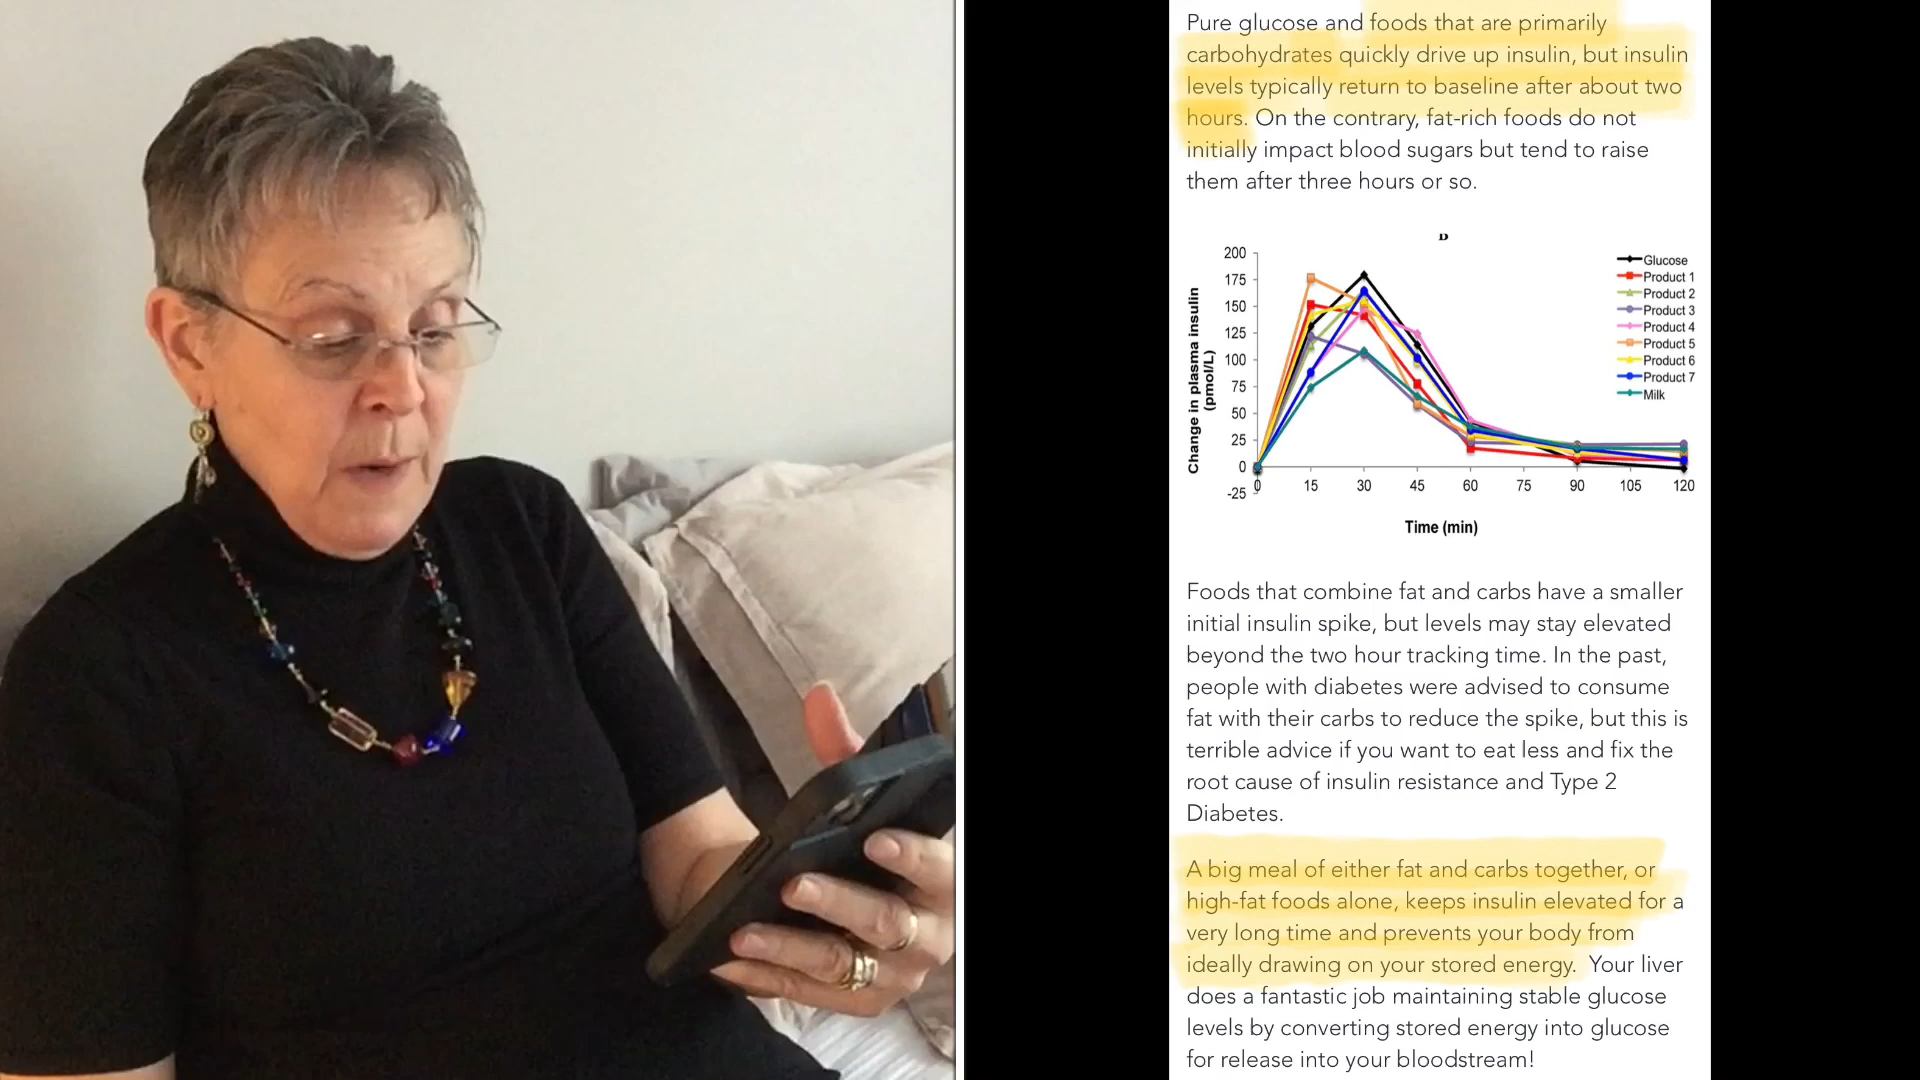 Pure glucose and foods that are primarily
carbohydrates quickly drive up insulin, but insulin
levels typically return to baseline after about two
hours. On the contrary, fat-rich foods do not
initially impact blood sugars but tend to raise
them after three hours or so.
200
175
150
125
100
75
50
25
0
-25
Change in plasma insulin
(pmol/L)
0 15 30 45 60 75 90 105 120
Time (min)
Glucose
Product 1
Product 2
Product 3
Product 4
Product 5
Product 6
Product 7
Milk
Foods that combine fat and carbs have a smaller
initial insulin spike, but levels may stay elevated
beyond the two hour tracking time. In the past,
people with diabetes were advised to consume
fat with their carbs to reduce the spike, but this is
terrible advice if you want to eat less and fix the
root cause of insulin resistance and Type 2
Diabetes.
A big meal of either fat and carbs together, or
high-fat foods alone, keeps insulin elevated for a
very long time and prevents your body from
ideally drawing on your stored energy. Your liver
does a fantastic job maintaining stable glucose
levels by converting stored energy into glucose
for release into your bloodstream!